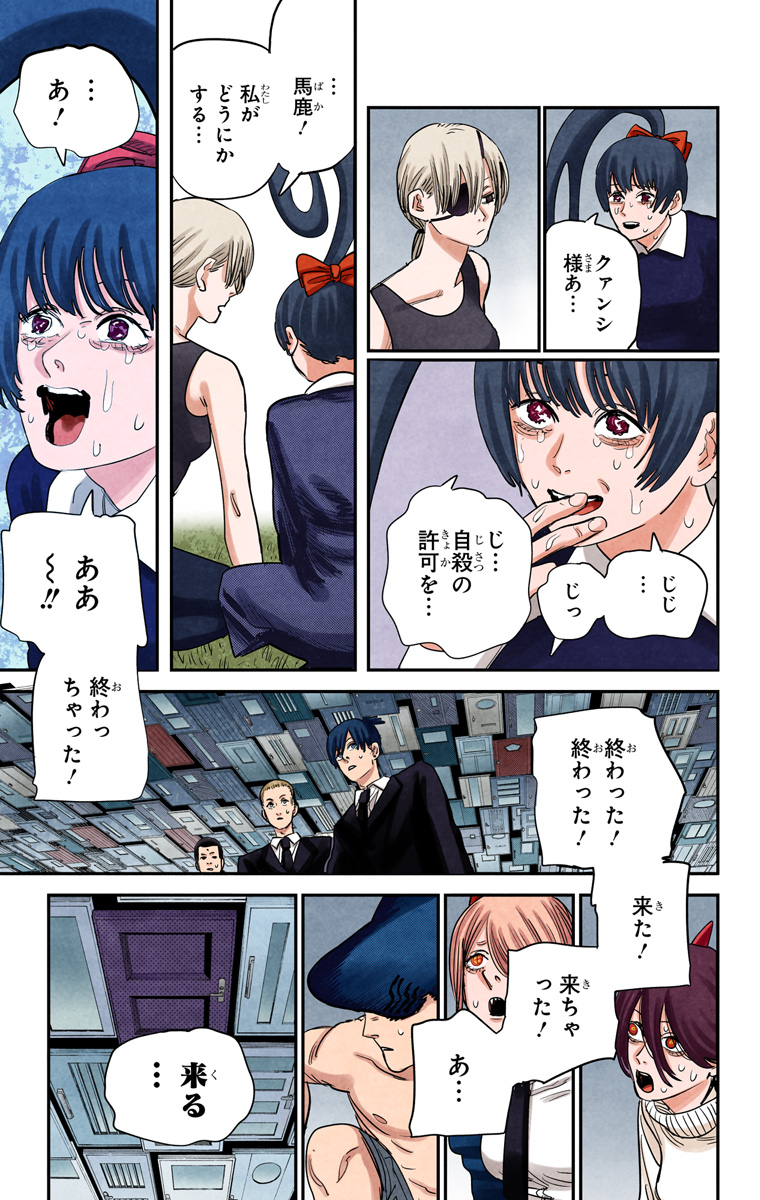 クァンシ
様ぁ…
じじ
…
じっ
じ…
自殺の
許可を…
…
馬鹿！
私が
どうにか
する…
…
あ！
ああ
〜!!
終わっ
ちゃった！
終わった！
終わった！
来た！
来ちゃ
った！
あ…
来る
…